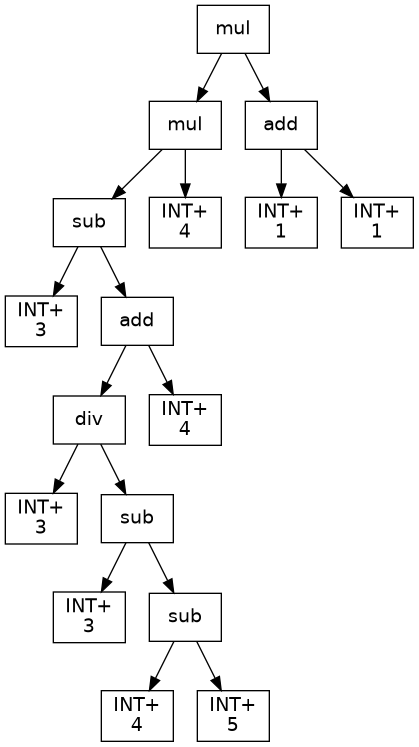 mul
mul
add
sub
INT+
4
INT+
1
INT+
1
INT+
3
add
div
INT+
4
INT+
3
sub
INT+
3
sub
INT+
4
INT+
5